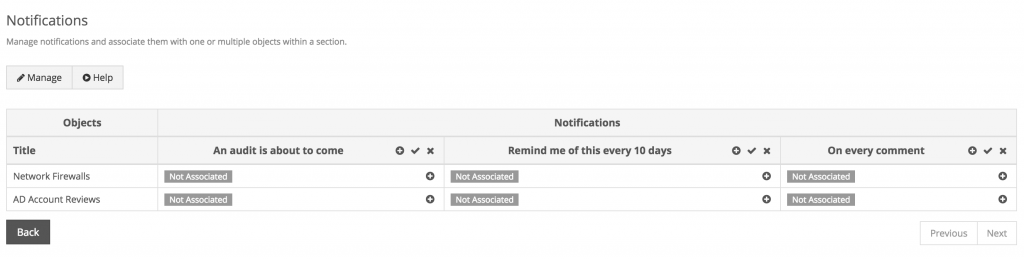 Notifications
Manage notifications and associate them with one or multiple objects within a section.
Manage Help
Objects Notifications
Title An audit is about to come Remind me of this every 10 days On every comment
Network Firewalls Not Associated Not Associated Not Associated
AD Account Reviews Not Associated Not Associated Not Associated
Back Previous Next